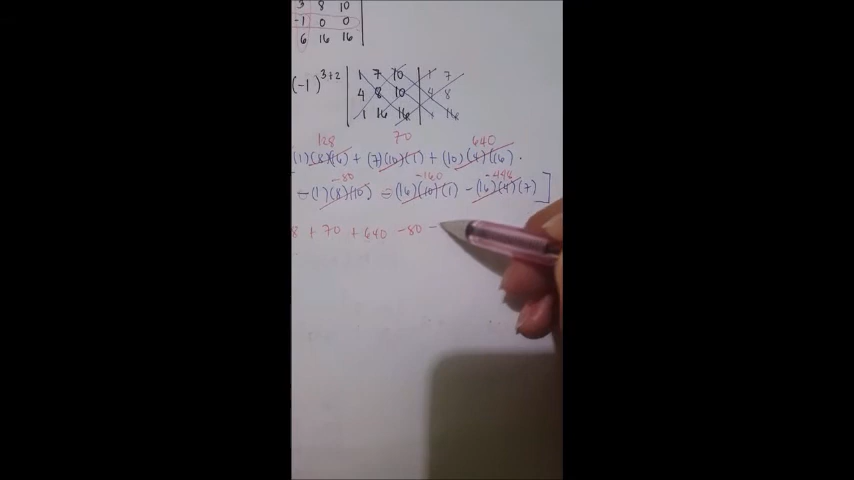 3 8 10
-1 0 0
6 16 16
(-1)^3+2 | 1 7 10 | 1 7
4 8 10 | 4 8
1 16 16 | 1 16
128 70 640
1)(8)(16) + (7)(10)(1) + (10)(4)(16)
-80 -160 -448
-(1)(8)(10) - (16)(10)(1) - (16)(4)(7)]
8 + 70 + 640 -80 -